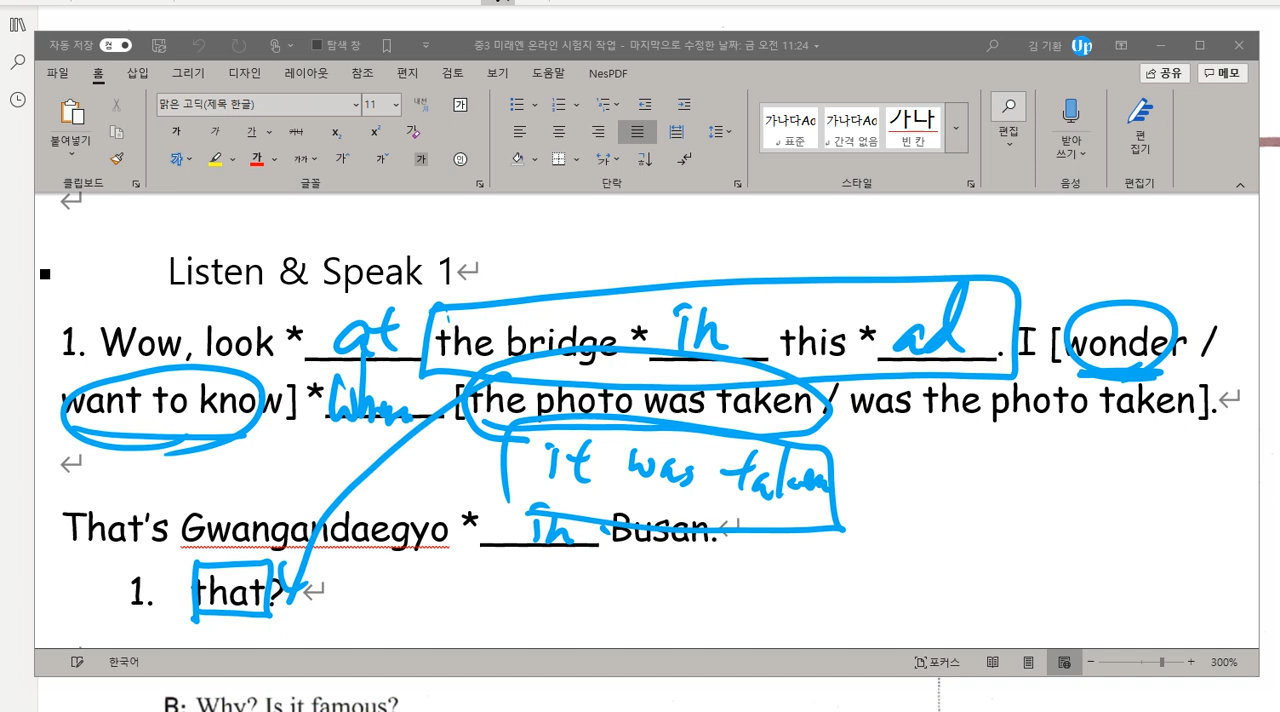 자동 저장 켬 탐색 창 중3 미래엔 온라인 시험지 작업 - 마지막으로 수정한 날짜: 금 오전 11:24 김 기환 Up
파일 홈 삽입 그리기 디자인 레이아웃 참조 편지 검토 보기 도움말 NesPDF 공유 메모
맑은 고딕(제목 한글) 11 가나다Ac 가나다Ac 가나
붙여넣기 표준 간격 없음 빈 칸 편집 받아쓰기 편집기
클립보드 글꼴 단락 스타일 음성 편집기
Listen & Speak 1
1. Wow, look * at the bridge * in this * ad. I [wonder /
want to know] * when [the photo was taken / was the photo taken].
it was taken
That's Gwangandaegyo * in Busan.
1. that?
한국어 포커스 300%
B: Why? Is it famous?